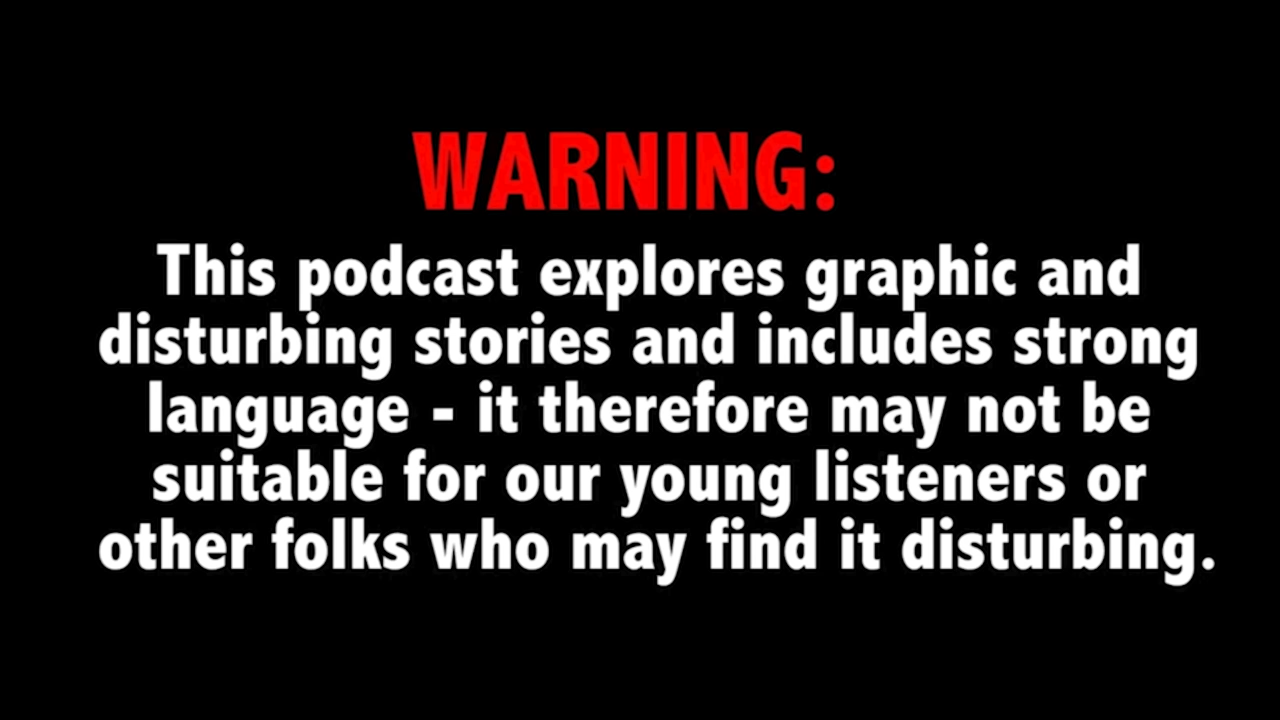 WARNING:
This podcast explores graphic and
disturbing stories and includes strong
language - it therefore may not be
suitable for our young listeners or
other folks who may find it disturbing.